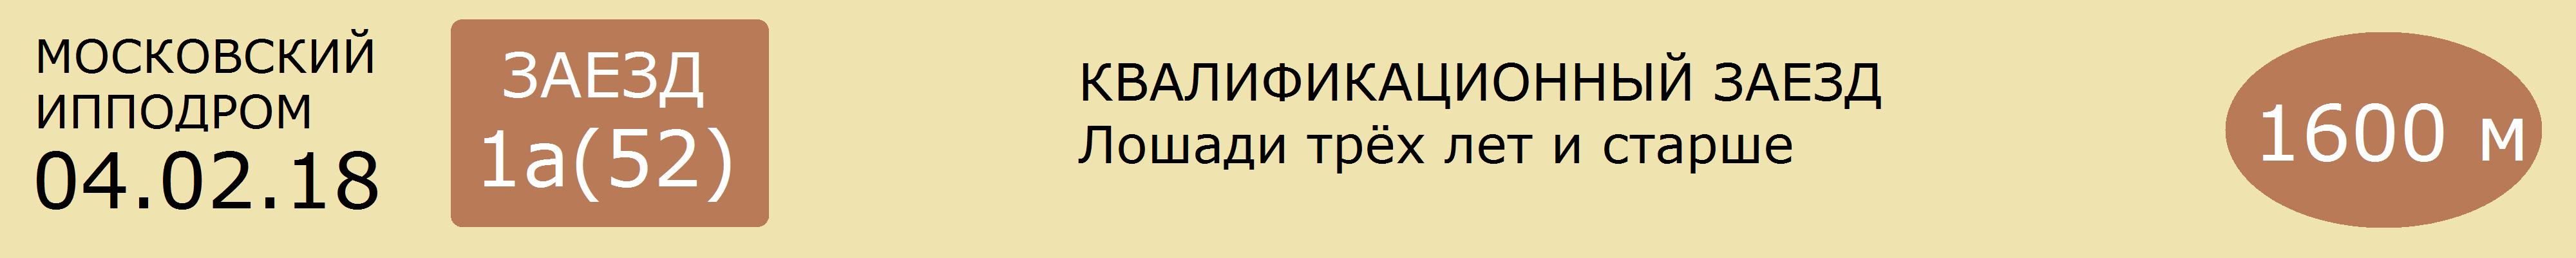 МОСКОВСКИЙ
ИППОДРОМ
04.02.18
ЗАЕЗД
1а(52)
КВАЛИФИКАЦИОННЫЙ ЗАЕЗД
Лошади трёх лет и старше
1600 м